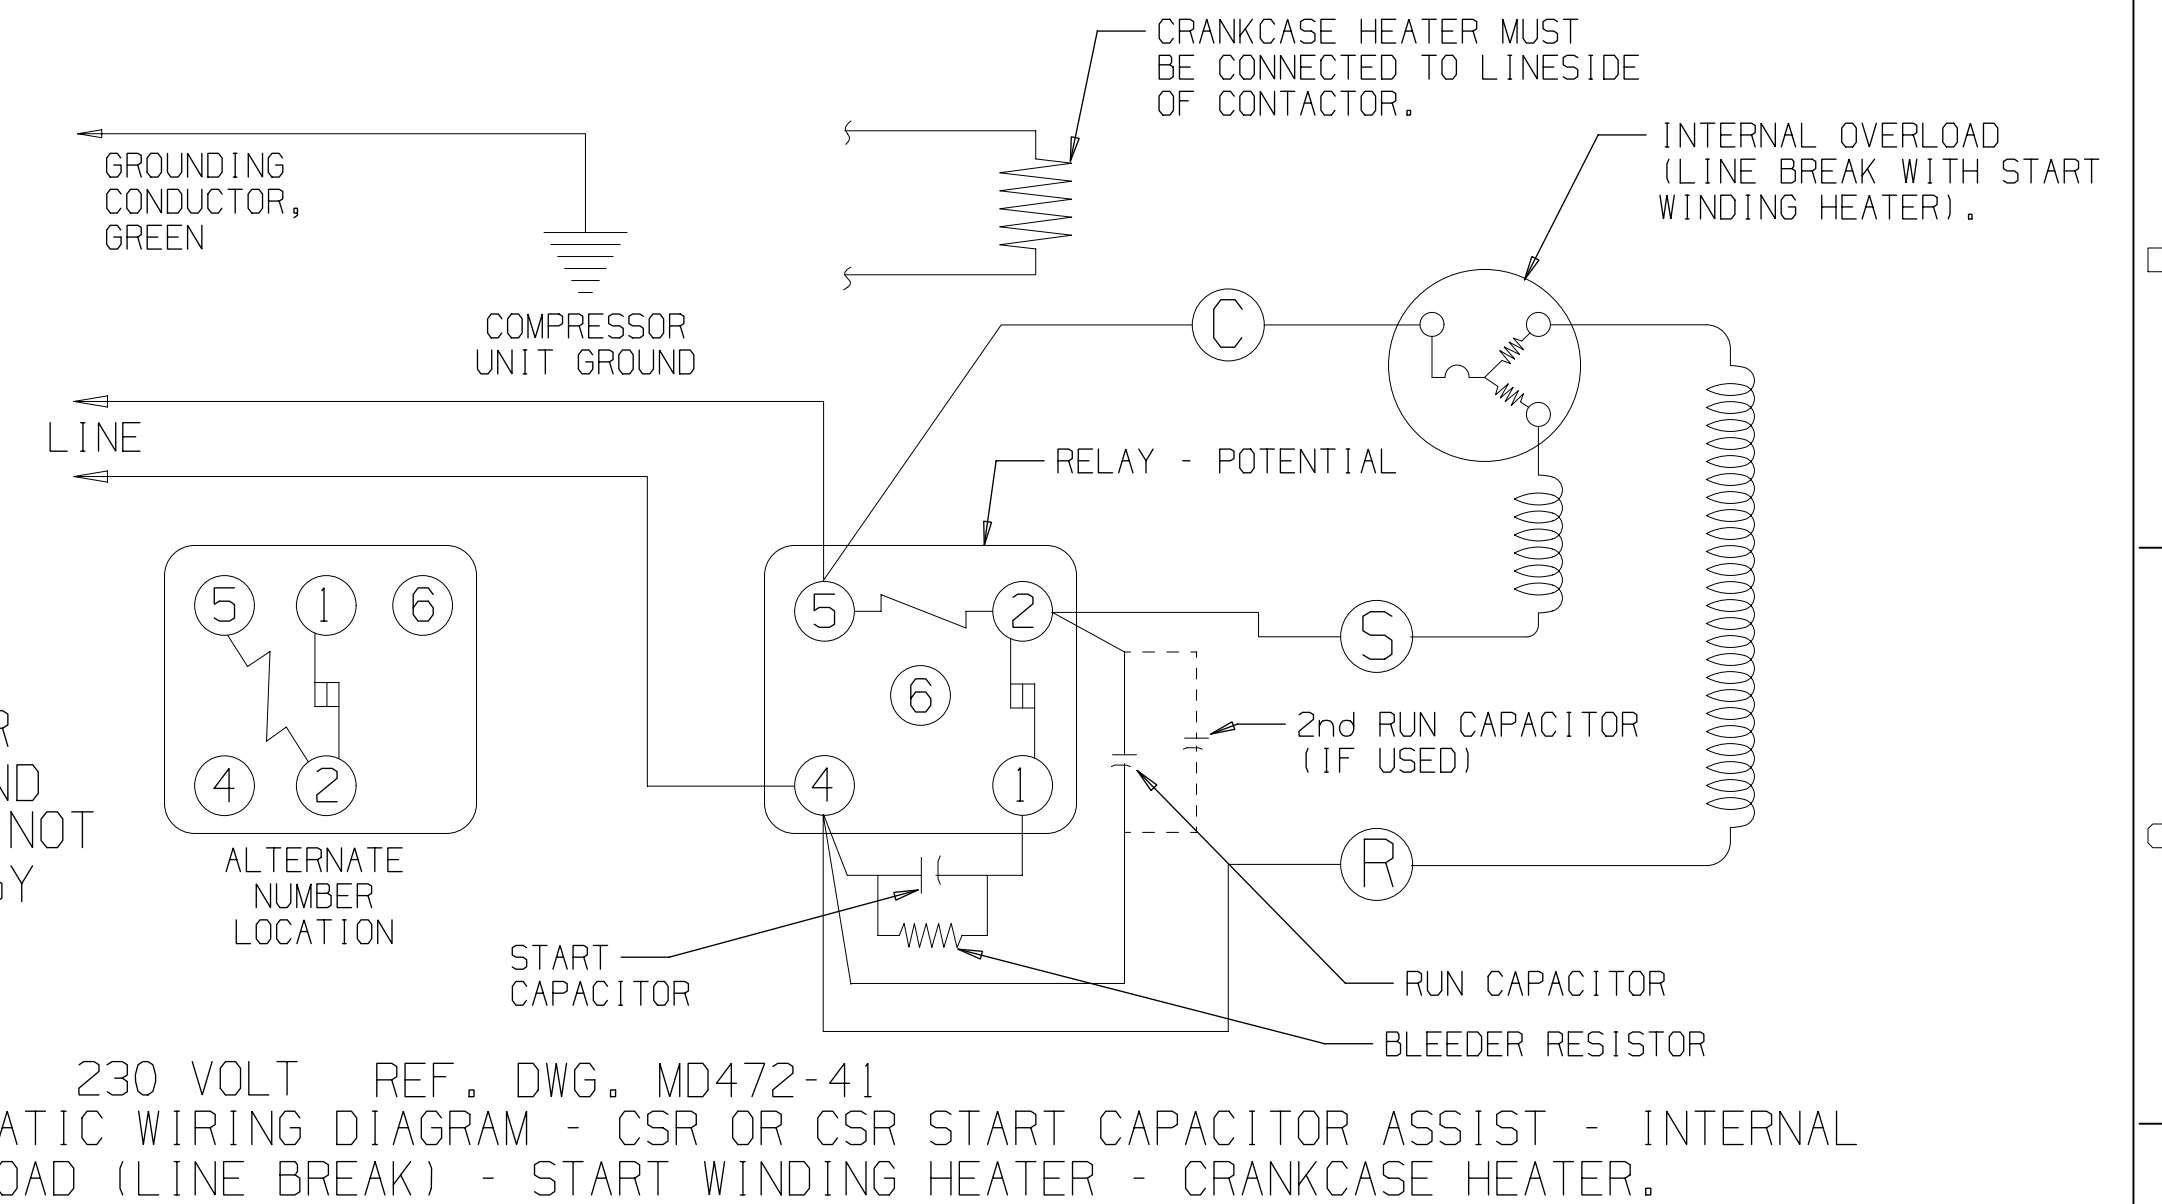 CRANKCASE HEATER MUST
BE CONNECTED TO LINESIDE
OF CONTACTOR.
INTERNAL OVERLOAD
(LINE BREAK WITH START
WINDING HEATER).
GROUNDING
CONDUCTOR,
GREEN
COMPRESSOR
UNIT GROUND
C
LINE
RELAY - POTENTIAL
5 1 6
4 2
ALTERNATE
NUMBER
LOCATION
5 2
6
4 1
S
2nd RUN CAPACITOR
(IF USED)
R
R
ND
NOT
Y
START
CAPACITOR
RUN CAPACITOR
BLEEDER RESISTOR
230 VOLT REF. DWG. MD472-41
ATIC WIRING DIAGRAM - CSR OR CSR START CAPACITOR ASSIST - INTERNAL
OAD (LINE BREAK) - START WINDING HEATER - CRANKCASE HEATER.